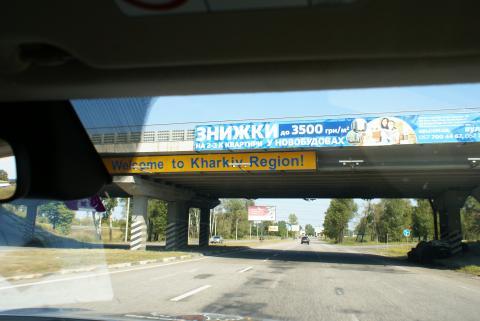 ЗНИЖКИ до 3500 грн/м²
НА 2-3 К КВАРТИРИ У НОВОБУДОВАХ
Welcome to Kharkiv Region!